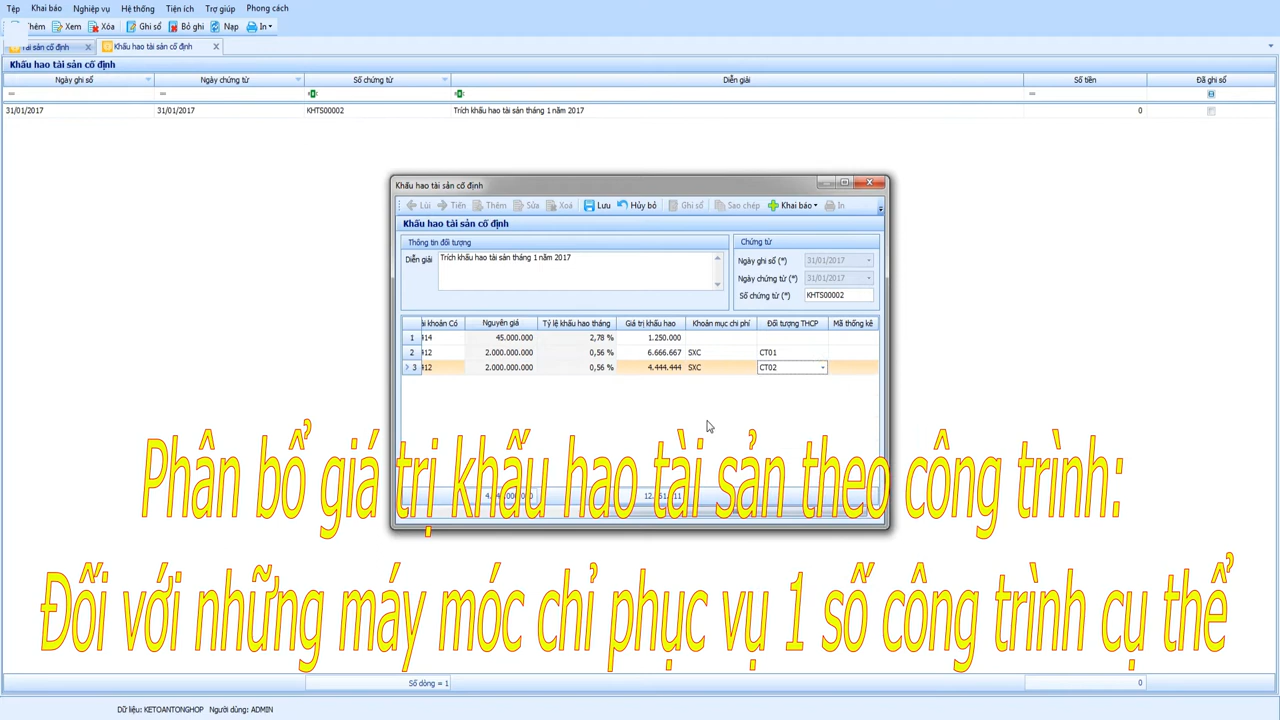 Tệp Khai báo Nghiệp vụ Hệ thống Tiện ích Trợ giúp Phong cách
Thêm Xem Xóa Ghi sổ Bỏ ghi Nạp In
Tài sản cố định Khấu hao tài sản cố định
Khấu hao tài sản cố định
Ngày ghi sổ Ngày chứng từ Số chứng từ Diễn giải Số tiền Đã ghi sổ
31/01/2017 31/01/2017 KHTS00002 Trích khấu hao tài sản tháng 1 năm 2017 0
Khấu hao tài sản cố định
Lùi Tiến Thêm Sửa Xoá Lưu Hủy bỏ Ghi sổ Sao chép Khai báo In
Khấu hao tài sản cố định
Thông tin đối tượng
Diễn giải Trích khấu hao tài sản tháng 1 năm 2017
Chứng từ
Ngày ghi sổ (*) 31/01/2017
Ngày chứng từ (*) 31/01/2017
Số chứng từ (*) KHTS00002
ài khoản Có Nguyên giá Tỷ lệ khấu hao tháng Giá trị khấu hao Khoản mục chi phí Đối tượng THCP Mã thống kê
1 414 45.000.000 2,78 % 1.250.000
2 412 2.000.000.000 0,56 % 6.666.667 SXC CT01
3 412 2.000.000.000 0,56 % 4.444.444 SXC CT02
Phân bổ giá trị khấu hao tài sản theo công trình:
Đối với những máy móc chỉ phục vụ 1 số công trình cụ thể
Số dòng = 1 0
Dữ liệu: KETOANTONGHOP Người dùng: ADMIN